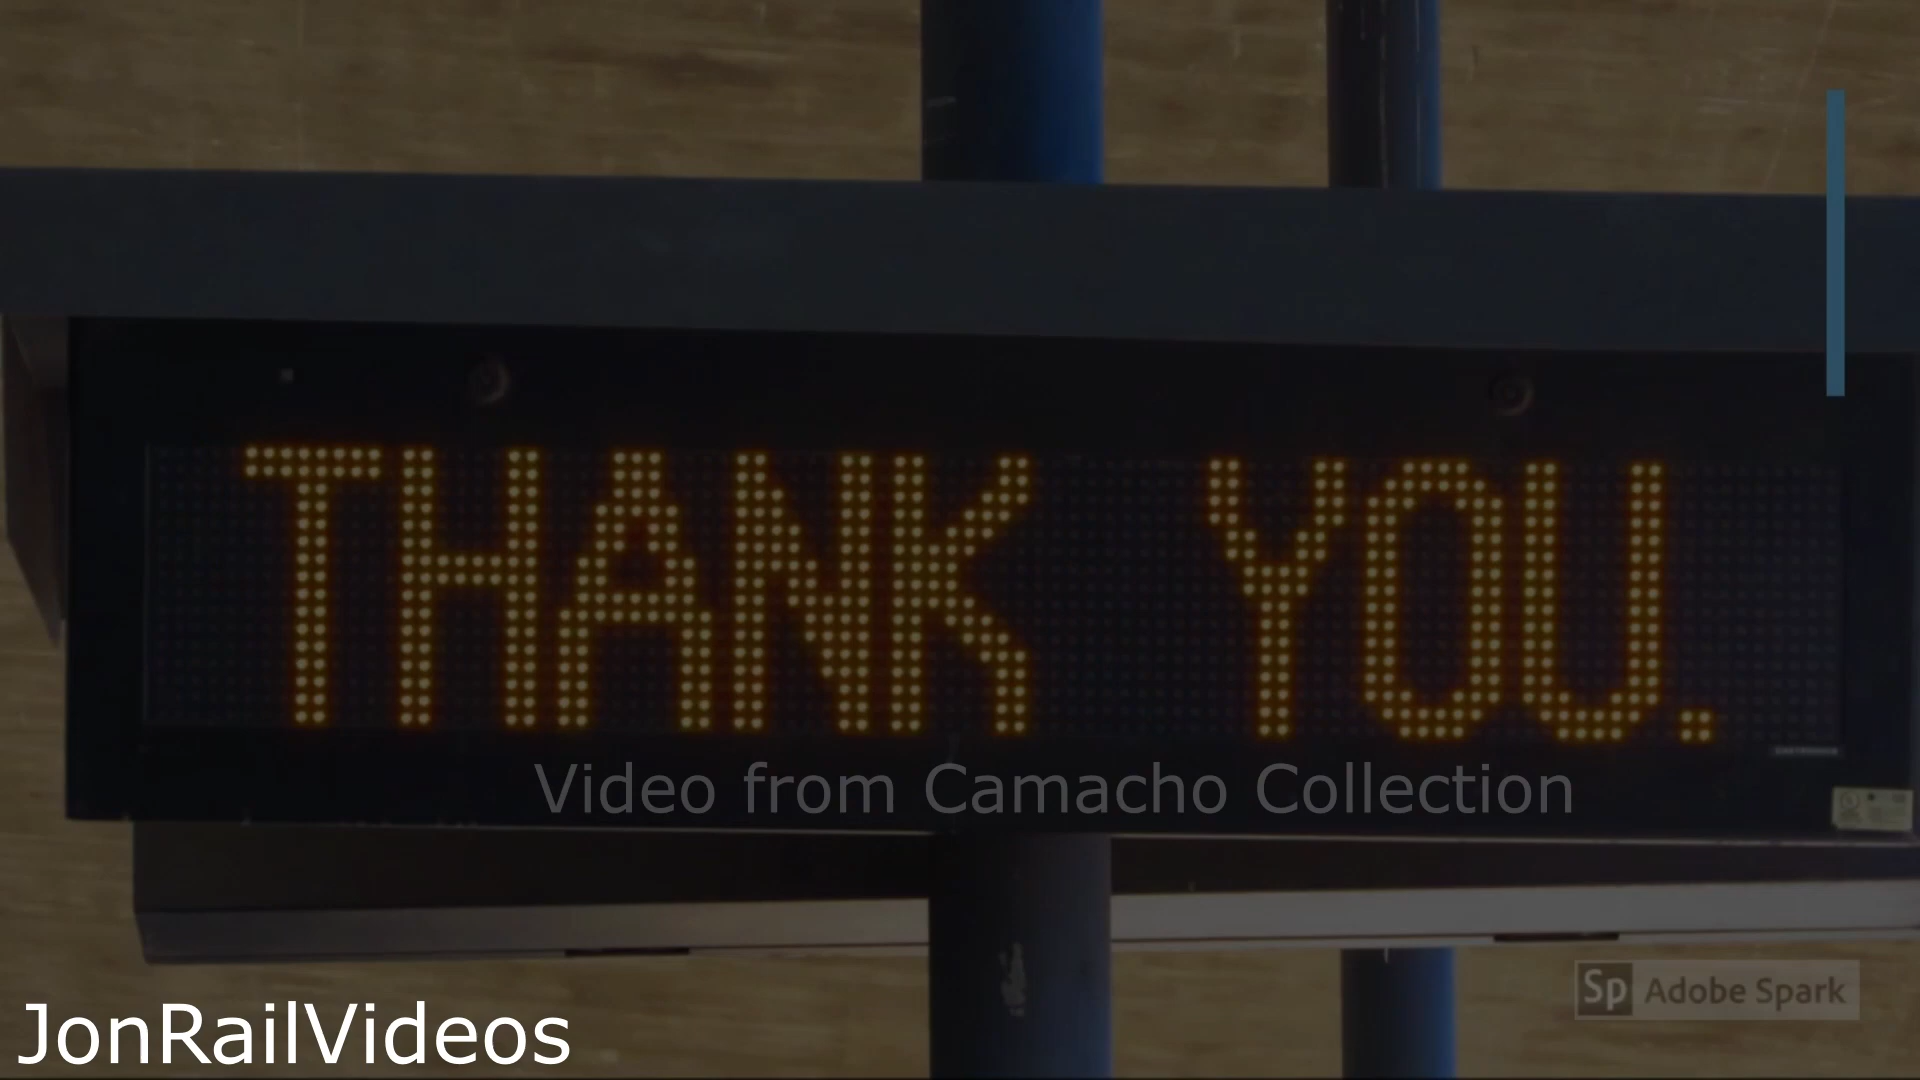 THANK YOU.
Video from Camacho Collection
Sp Adobe Spark
JonRailVideos